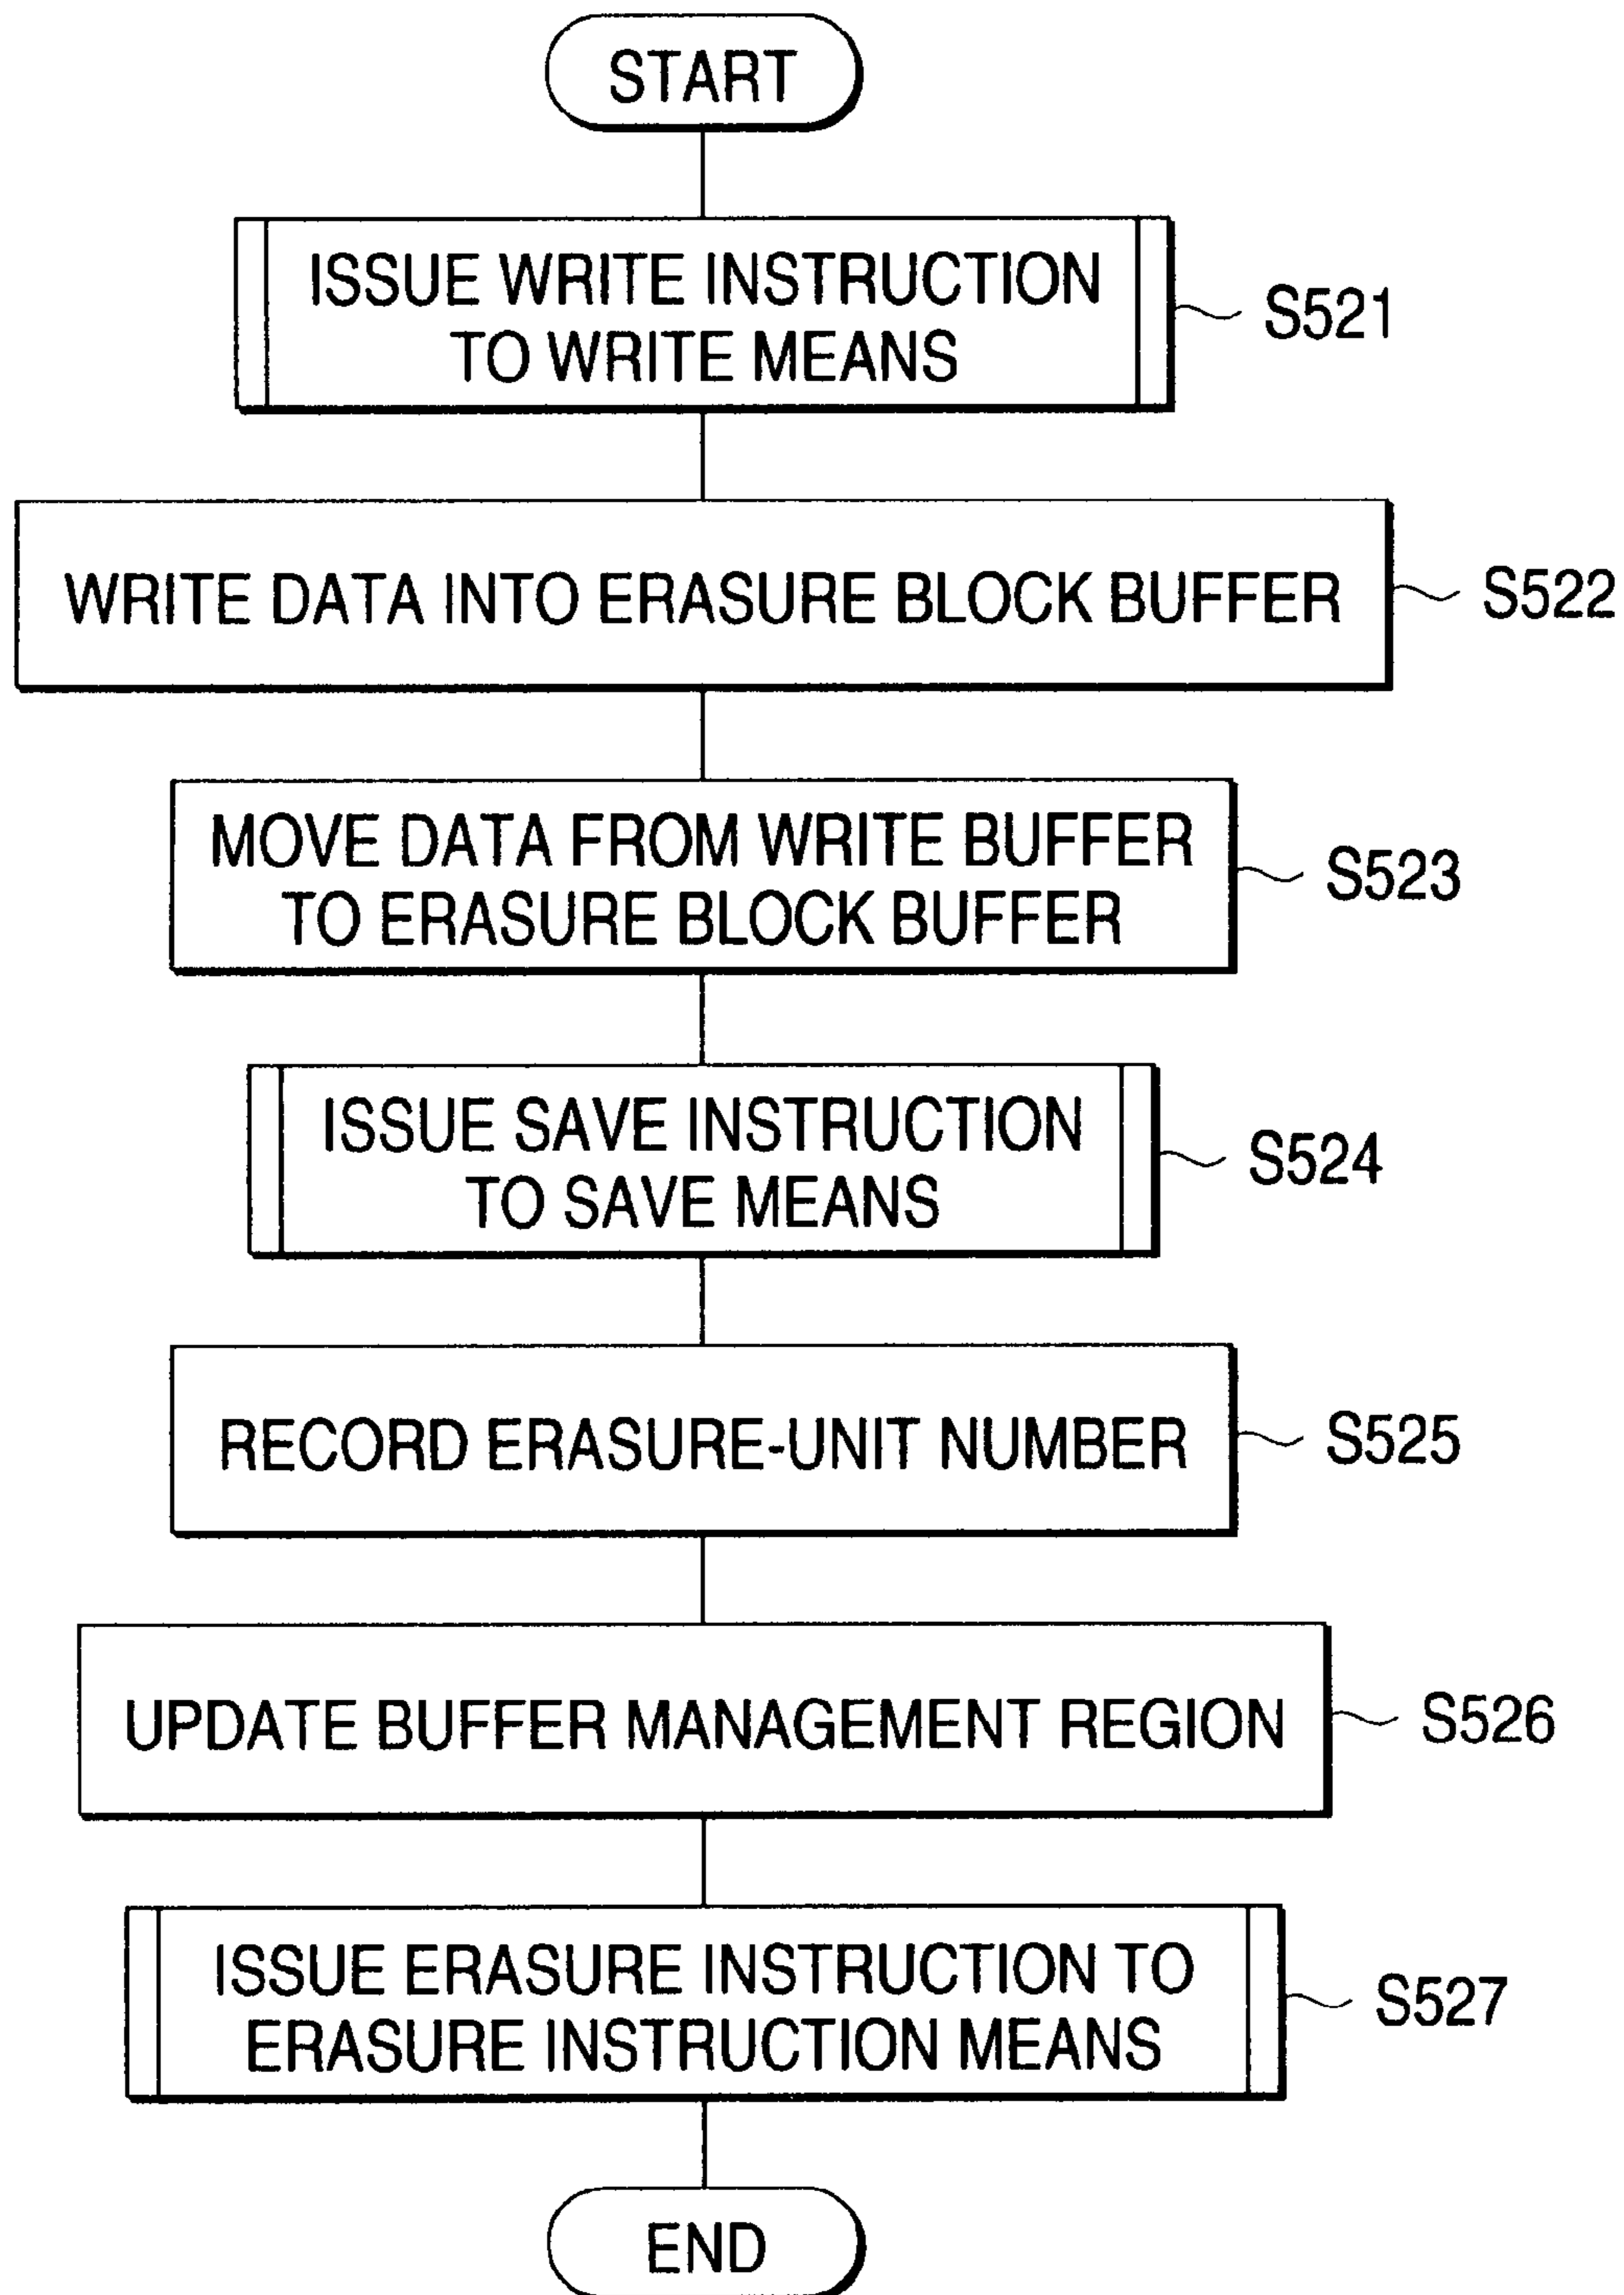 START
ISSUE WRITE INSTRUCTION
TO WRITE MEANS
S521
WRITE DATA INTO ERASURE BLOCK BUFFER
S522
MOVE DATA FROM WRITE BUFFER
TO ERASURE BLOCK BUFFER
S523
ISSUE SAVE INSTRUCTION
TO SAVE MEANS
S524
RECORD ERASURE-UNIT NUMBER
S525
UPDATE BUFFER MANAGEMENT REGION
S526
ISSUE ERASURE INSTRUCTION TO
ERASURE INSTRUCTION MEANS
S527
END